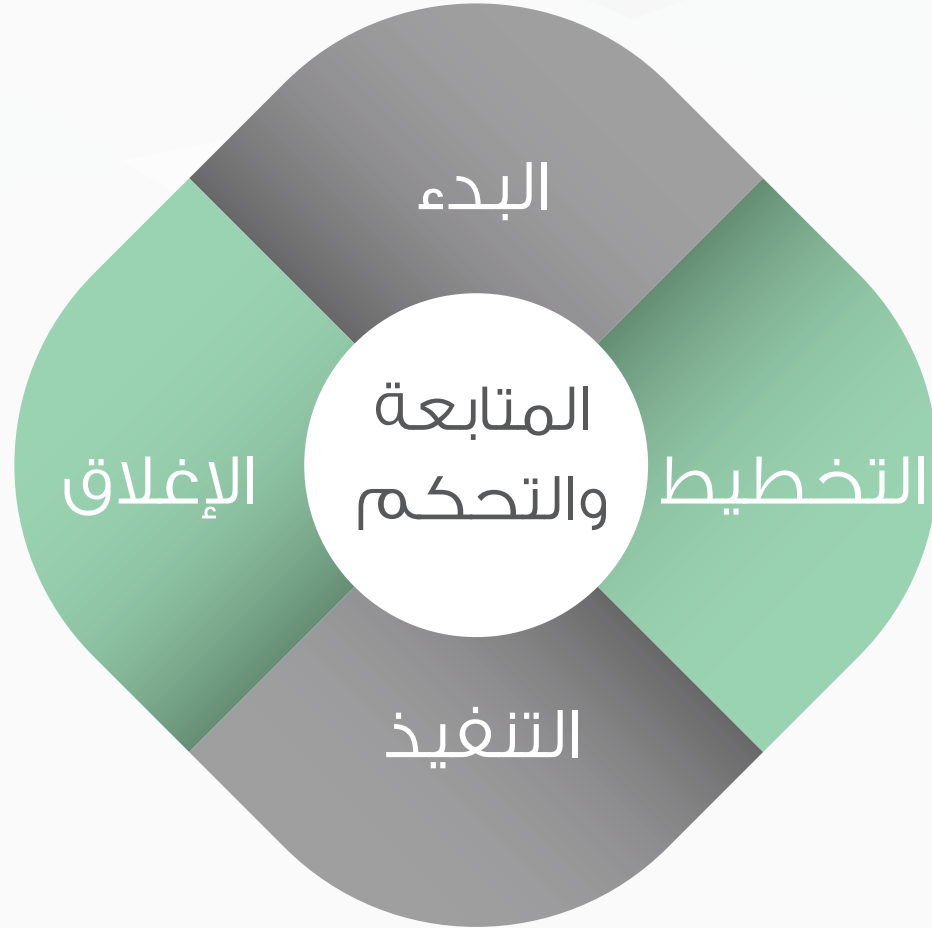 البدء
المتابعة
والتحكم
التخطيط
الإغلاق
التنفيذ